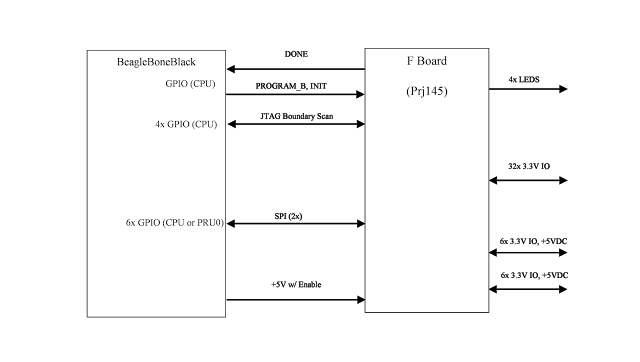 DONE
BeagleBoneBlack
F Board
GPIO (CPU)
PROGRAM_B, INIT
(Prj145)
4x LEDS
4x GPIO (CPU)
JTAG Boundary Scan
32x 3.3V IO
6x GPIO (CPU or PRU0)
SPI (2x)
6x 3.3V IO, +5VDC
6x 3.3V IO, +5VDC
+5V w/ Enable